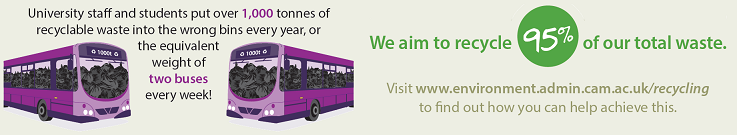 University staff and students put over 1,000 tonnes of
recyclable waste into the wrong bins every year, or
the equivalent
weight of
two buses
every week!
1000t
1000t
We aim to recycle 95% of our total waste.
Visit www.environment.admin.cam.ac.uk/recycling
to find out how you can help achieve this.